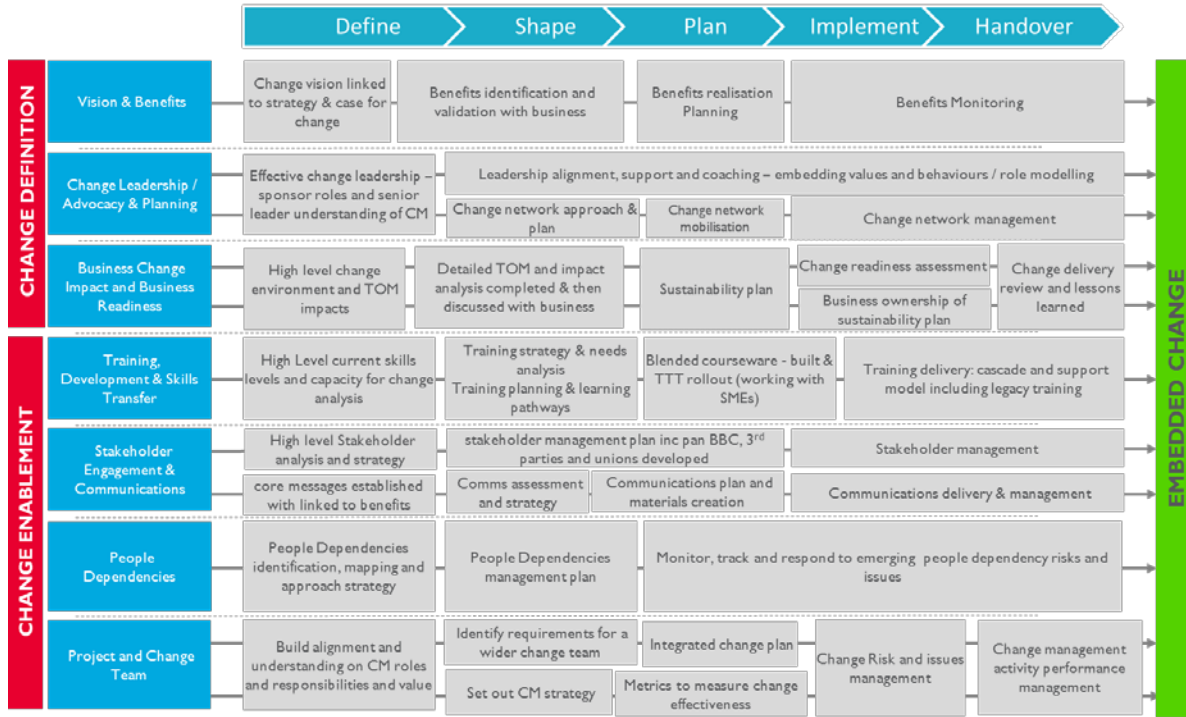 Define
Shape
Plan
Implement
Handover
CHANGE DEFINITION
Vision & Benefits
Change vision linked
to strategy & case for
change
Benefits identification and
validation with business
Benefits realisation
Planning
Benefits Monitoring
Change Leadership /
Advocacy & Planning
Effective change leadership –
sponsor roles and senior
leader understanding of CM
Leadership alignment, support and coaching – embedding values and behaviours / role modelling
Change network approach &
plan
Change network
mobilisation
Change network management
Business Change
Impact and Business
Readiness
High level change
environment and TOM
impacts
Detailed TOM and impact
analysis completed & then
discussed with business
Sustainability plan
Change readiness assessment
Business ownership of
sustainability plan
Change delivery
review and lessons
learned
CHANGE ENABLEMENT
Training,
Development & Skills
Transfer
High Level current skills
levels and capacity for change
analysis
Training strategy & needs
analysis
Training planning & learning
pathways
Blended courseware - built &
TTT rollout (working with
SMEs)
Training delivery: cascade and support
model including legacy training
Stakeholder
Engagement &
Communications
High level Stakeholder
analysis and strategy
stakeholder management plan inc pan BBC, 3rd
parties and unions developed
Stakeholder management
core messages established
with linked to benefits
Comms assessment
and strategy
Communications plan and
materials creation
Communications delivery & management
People
Dependencies
People Dependencies
identification, mapping and
approach strategy
People Dependencies
management plan
Monitor, track and respond to emerging people dependency risks and
issues
Project and Change
Team
Build alignment and
understanding on CM roles
and responsibilities and value
Identify requirements for a
wider change team
Integrated change plan
Set out CM strategy
Metrics to measure change
effectiveness
Change Risk and issues
management
Change management
activity performance
management
EMBEDDED CHANGE